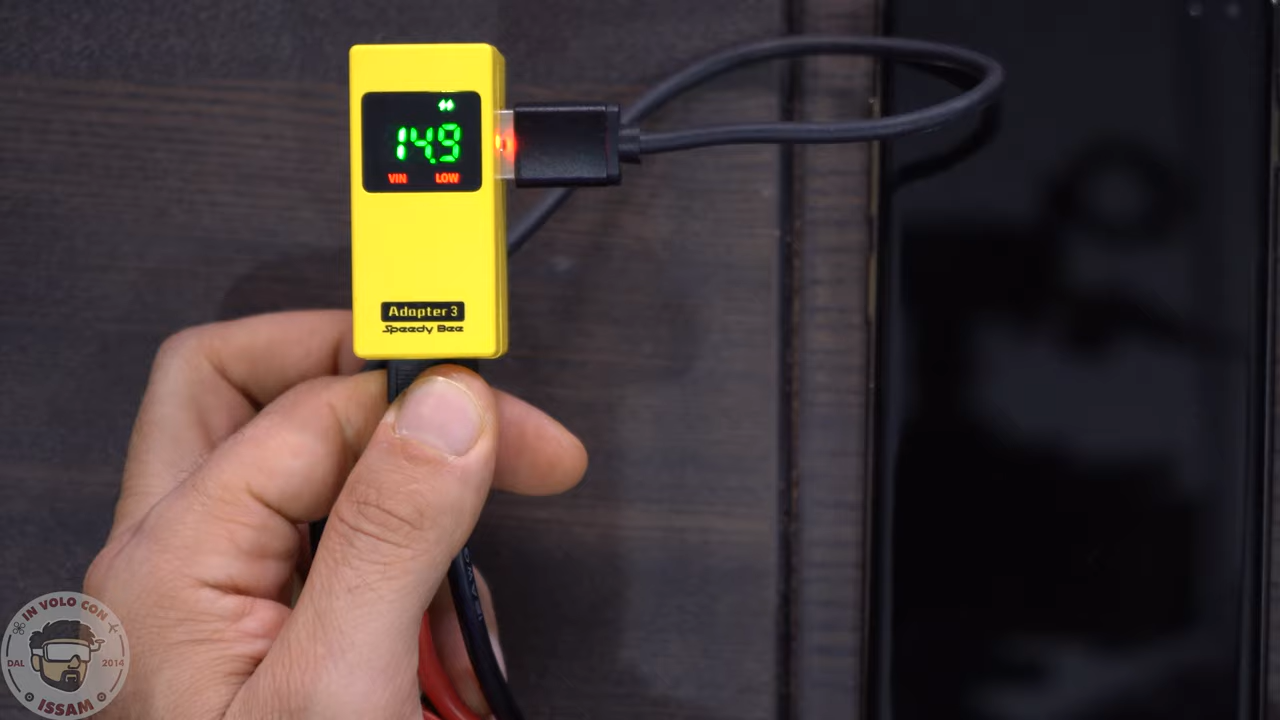 14.9
VIN LOW
Adapter 3
Speedy Bee
IN VOLO CON
DAL 2014
ISSAM